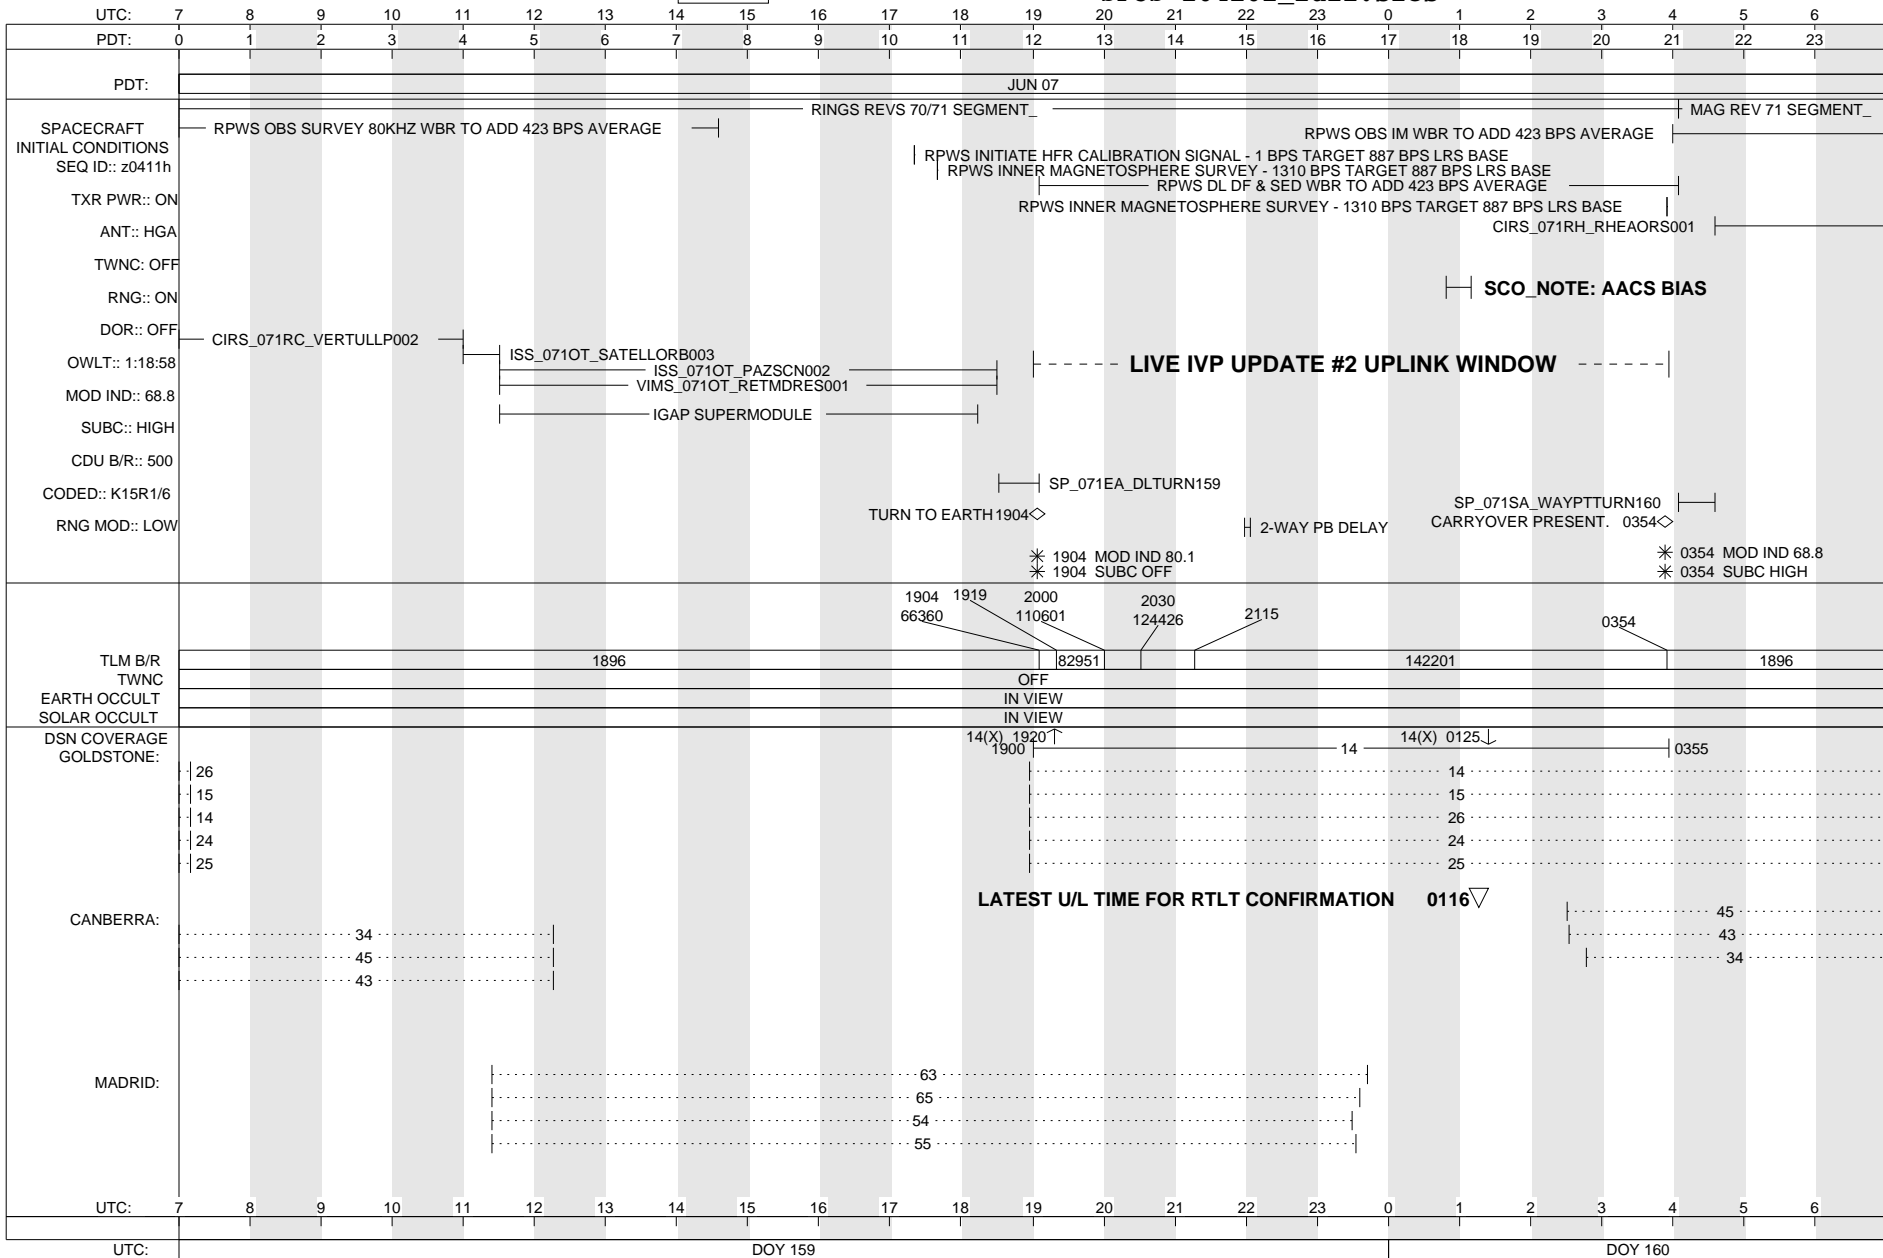 UTC: 7 8 9 10 11 12 13 14 15 16 17 18 19 20 21 22 23 0 1 2 3 4 5 6
PDT: 0 1 2 3 4 5 6 7 8 9 10 11 12 13 14 15 16 17 18 19 20 21 22 23
PDT: JUN 07
RINGS REVS 70/71 SEGMENT_ MAG REV 71 SEGMENT_
SPACECRAFT
INITIAL CONDITIONS
RPWS OBS SURVEY 80KHZ WBR TO ADD 423 BPS AVERAGE
RPWS OBS IM WBR TO ADD 423 BPS AVERAGE
RPWS INITIATE HFR CALIBRATION SIGNAL - 1 BPS TARGET 887 BPS LRS BASE
SEQ ID:: z0411h
RPWS INNER MAGNETOSPHERE SURVEY - 1310 BPS TARGET 887 BPS LRS BASE
RPWS DL DF & SED WBR TO ADD 423 BPS AVERAGE
TXR PWR:: ON
RPWS INNER MAGNETOSPHERE SURVEY - 1310 BPS TARGET 887 BPS LRS BASE
ANT:: HGA
CIRS_071RH_RHEAORS001
TWNC: OFF
RNG:: ON
SCO_NOTE: AACS BIAS
DOR:: OFF
CIRS_071RC_VERTULLP002
ISS_071OT_SATELLORB003
OWLT:: 1:18:58
LIVE IVP UPDATE #2 UPLINK WINDOW
ISS_071OT_PAZSCN002
VIMS_071OT_RETMDRES001
MOD IND:: 68.8
IGAP SUPERMODULE
SUBC:: HIGH
CDU B/R:: 500
SP_071EA_DLTURN159
CODED:: K15R1/6
SP_071SA_WAYPTTURN160
TURN TO EARTH 1904
CARRYOVER PRESENT. 0354
RNG MOD:: LOW
2-WAY PB DELAY
1904 MOD IND 80.1
0354 MOD IND 68.8
1904 SUBC OFF
0354 SUBC HIGH
1904 1919 2000 2030 2115 0354
66360 110601 124426
TLM B/R 1896 82951 142201 1896
TWNC OFF
EARTH OCCULT IN VIEW
SOLAR OCCULT IN VIEW
DSN COVERAGE 14(X) 1920 14(X) 0125
GOLDSTONE: 1900 14 0355
26 14
15 15
14 26
24 24
25 25
LATEST U/L TIME FOR RTLT CONFIRMATION 0116
CANBERRA: 45
34 43
45 34
43
MADRID: 63
65
54
55
UTC: 7 8 9 10 11 12 13 14 15 16 17 18 19 20 21 22 23 0 1 2 3 4 5 6
UTC: DOY 159 DOY 160